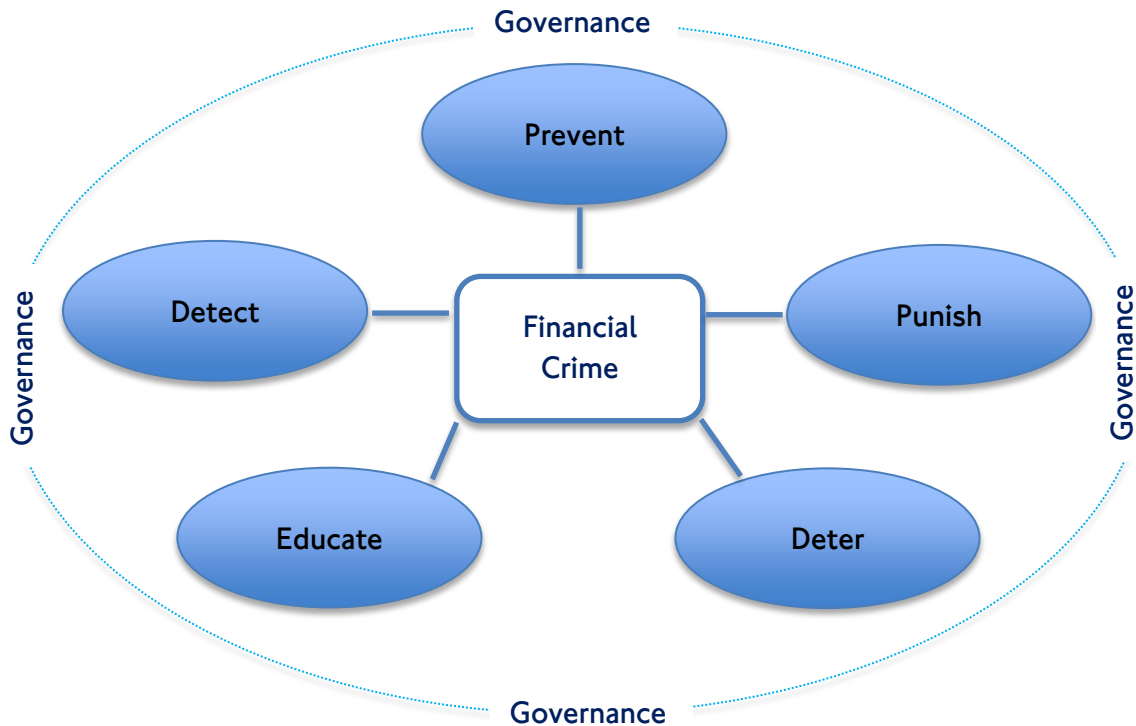 Governance
Prevent
Detect
Punish
Financial
Crime
Governance
Governance
Educate
Deter
Governance